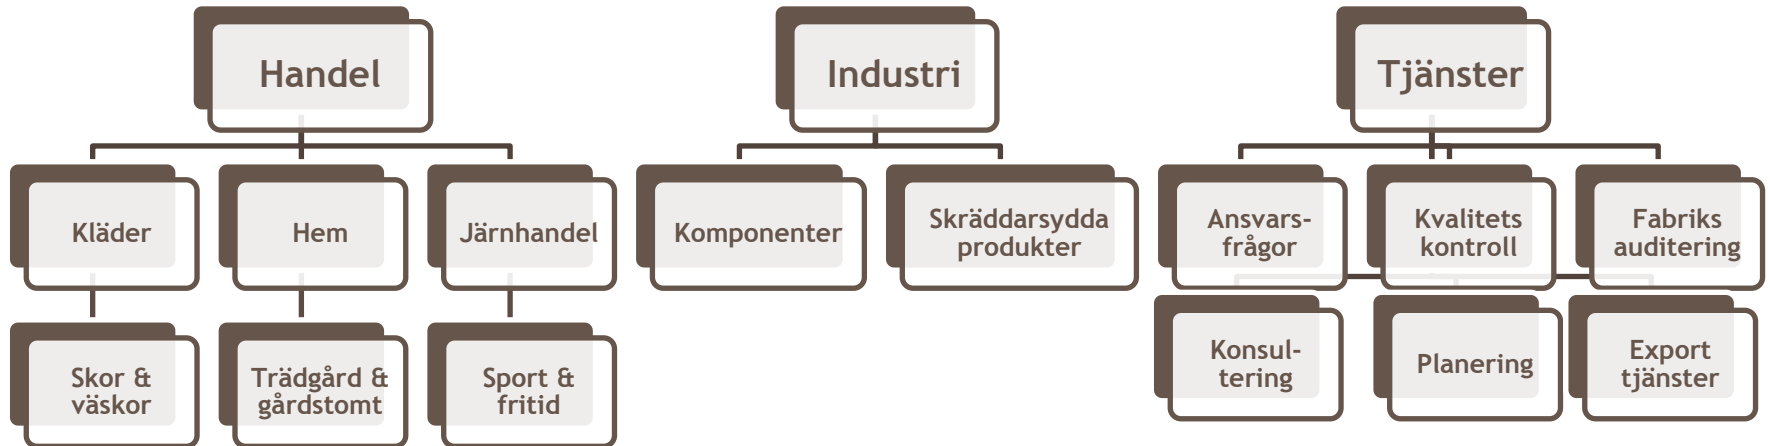 Handel
Industri
Tjänster
Kläder
Hem
Järnhandel
Komponenter
Skräddarsydda
produkter
Ansvars-
frågor
Kvalitets
kontroll
Fabriks
auditering
Skor &
väskor
Trädgård &
gårdstomt
Sport &
fritid
Konsul-
tering
Planering
Export
tjänster